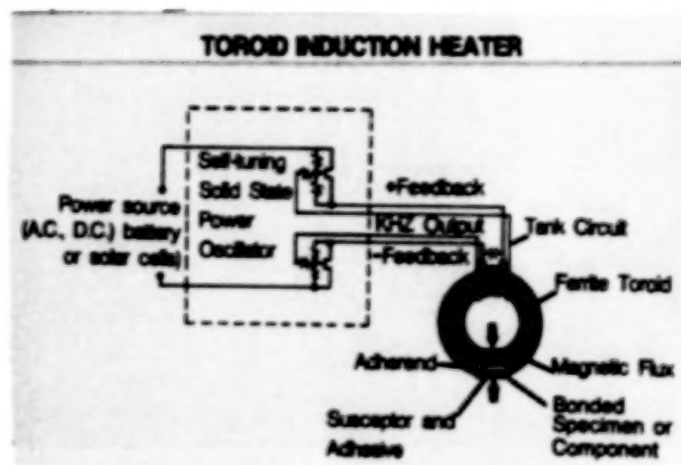 TOROID INDUCTION HEATER
Self-tuning
Solid State
Power
Oscillator
Power source
(A.C., D.C.) battery
or solar cells)
+Feedback
KHZ Output
-Feedback
Tank Circuit
Ferrite Toroid
Magnetic Flux
Adherend
Susceptor and
Adhesive
Bonded
Specimen or
Component